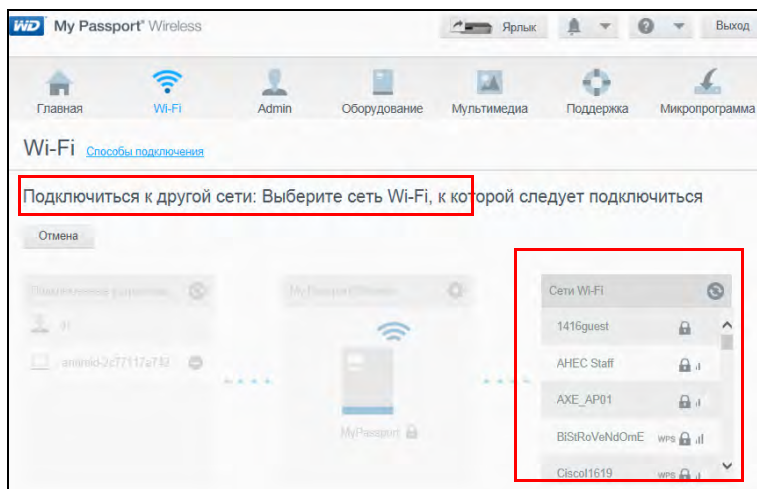 WD My Passport® Wireless
Ярлык
Выход
Главная
Wi-Fi
Admin
Оборудование
Мультимедиа
Поддержка
Микропрограмма
Wi-Fi Способы подключения
Подключиться к другой сети: Выберите сеть Wi-Fi, к которой следует подключиться
Отмена
Сети Wi-Fi
1416guest
AHEC Staff
AXE_AP01
BiStRoVeNdOmE WPS
Cisco11619 WPS
MyPassport